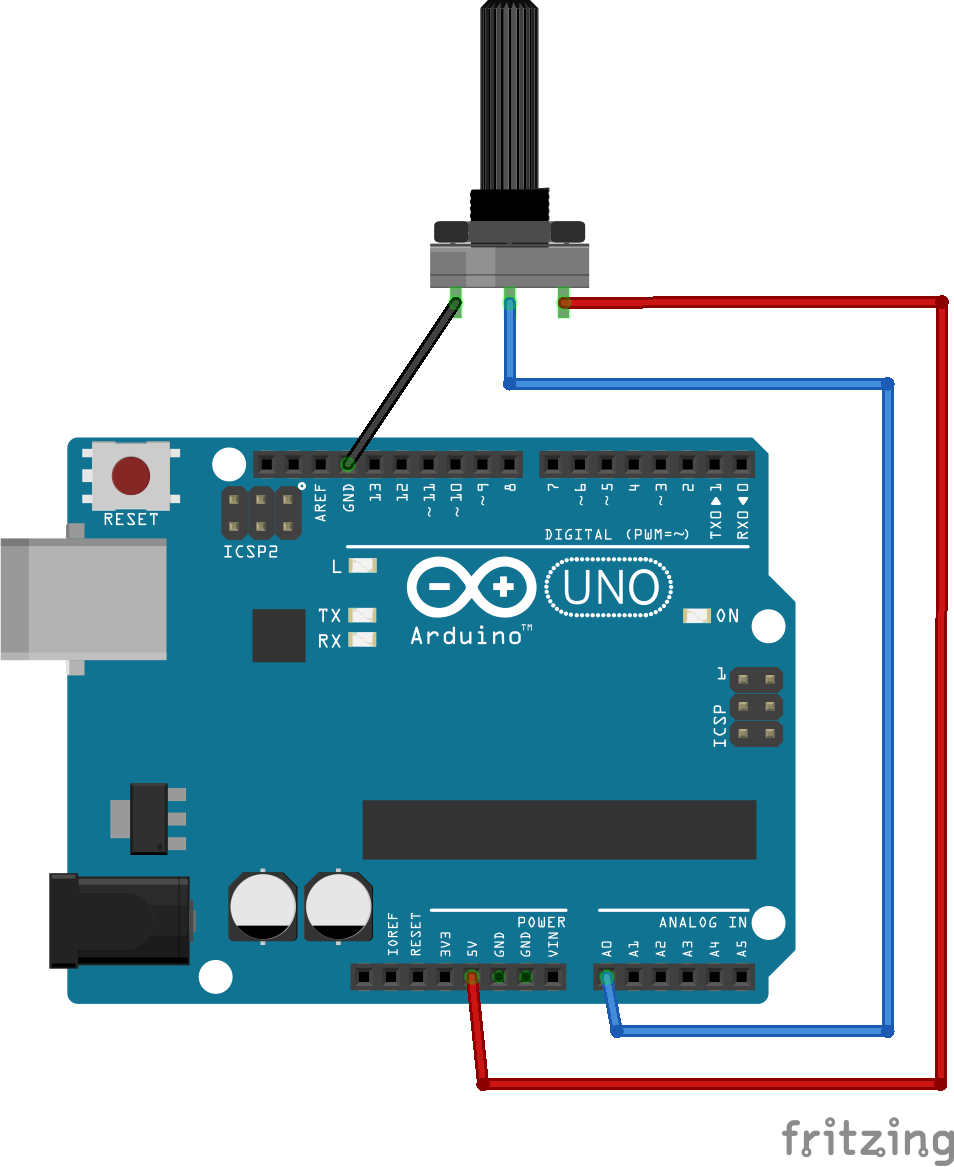 RESET
ICSP2
AREF
GND
13
12
~11
~10
~9
8
7
~6
~5
4
~3
2
TX0▶1
RX0◀0
DIGITAL (PWM=~)
L
TX
RX
UNO
Arduino™
ON
1
ICSP
POWER
ANALOG IN
IOREF
RESET
3V3
5V
GND
GND
VIN
A0
A1
A2
A3
A4
A5
fritzing